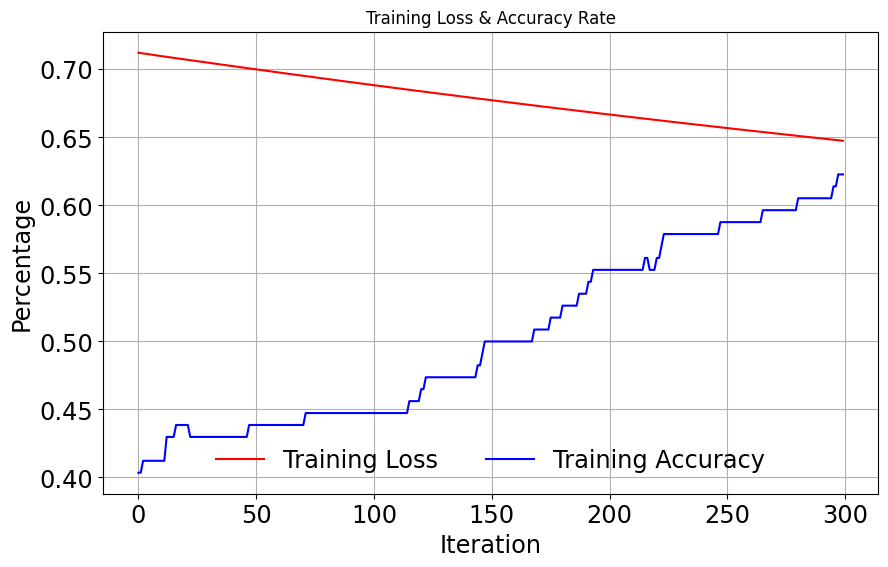 Training Loss & Accuracy Rate
Percentage
0.70
0.65
0.60
0.55
0.50
0.45
0.40
Training Loss
Training Accuracy
0 50 100 150 200 250 300
Iteration